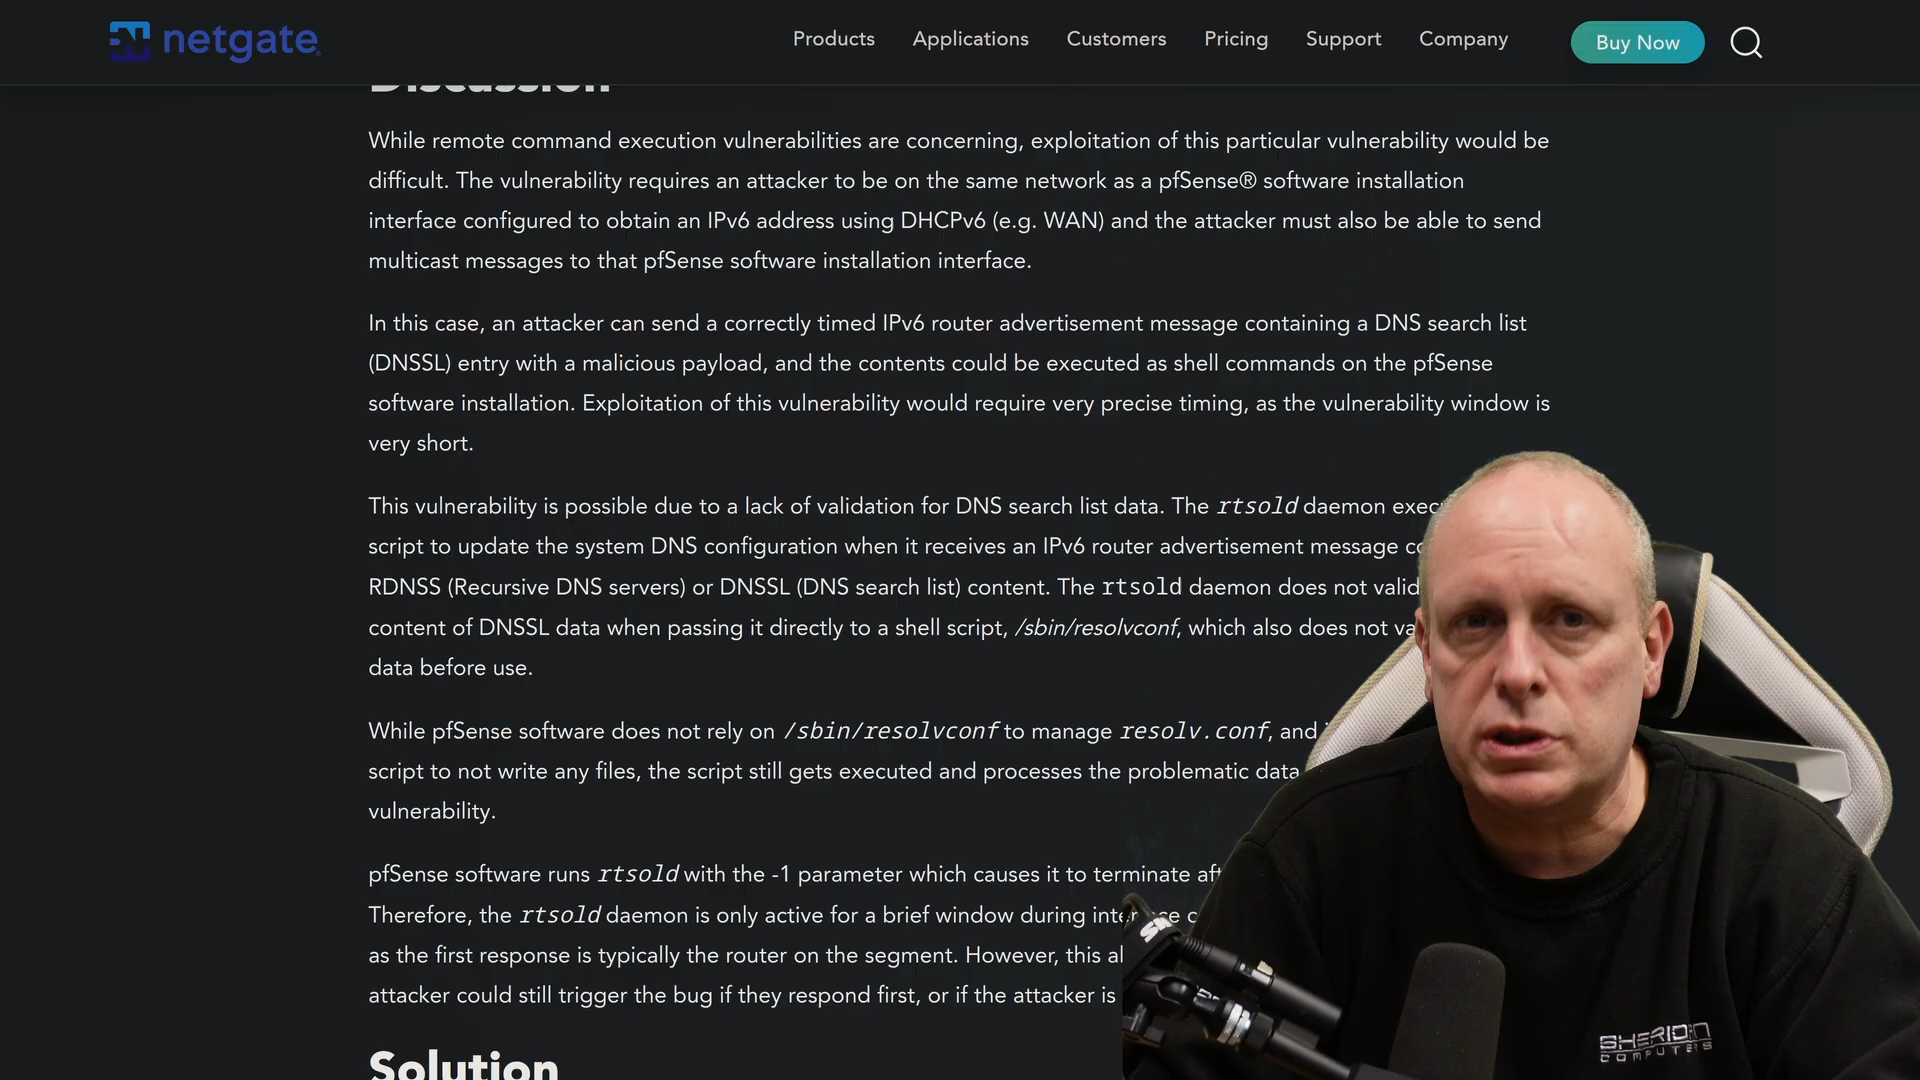 netgate
Products Applications Customers Pricing Support Company Buy Now
Discussion
While remote command execution vulnerabilities are concerning, exploitation of this particular vulnerability would be
difficult. The vulnerability requires an attacker to be on the same network as a pfSense® software installation
interface configured to obtain an IPv6 address using DHCPv6 (e.g. WAN) and the attacker must also be able to send
multicast messages to that pfSense software installation interface.
In this case, an attacker can send a correctly timed IPv6 router advertisement message containing a DNS search list
(DNSSL) entry with a malicious payload, and the contents could be executed as shell commands on the pfSense
software installation. Exploitation of this vulnerability would require very precise timing, as the vulnerability window is
very short.
This vulnerability is possible due to a lack of validation for DNS search list data. The rtsold daemon
script to update the system DNS configuration when it receives an IPv6 router advertisement message
RDNSS (Recursive DNS servers) or DNSSL (DNS search list) content. The rtsold daemon does not
content of DNSSL data when passing it directly to a shell script, /sbin/resolvconf, which also does not
data before use.
While pfSense software does not rely on /sbin/resolvconf to manage resolv.conf, and
script to not write any files, the script still gets executed and processes the problematic data
vulnerability.
pfSense software runs rtsold with the -1 parameter which causes it to terminate
Therefore, the rtsold daemon is only active for a brief window during
as the first response is typically the router on the segment. However, this
attacker could still trigger the bug if they respond first, or if the attacker is
Solution
SHERIDAN
COMPUTERS